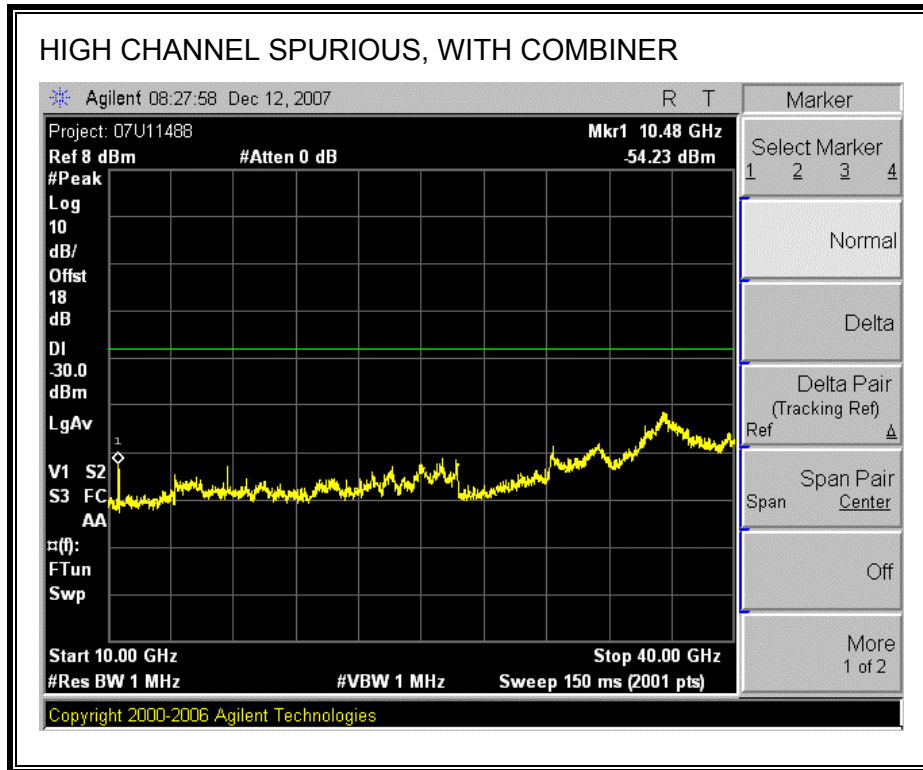 HIGH CHANNEL SPURIOUS, WITH COMBINER
Agilent 08:27:58 Dec 12, 2007 R T
Project: 07U11488 Mkr1 10.48 GHz
Ref 8 dBm #Atten 0 dB -54.23 dBm
#Peak
Log
10
dB/
Offst
18
dB
DI
-30.0
dBm
LgAv
1
V1 S2
S3 FC
AA
¤(f):
FTun
Swp
Start 10.00 GHz Stop 40.00 GHz
#Res BW 1 MHz #VBW 1 MHz Sweep 150 ms (2001 pts)
Copyright 2000-2006 Agilent Technologies
Marker
Select Marker
1 2 3 4
Normal
Delta
Delta Pair
(Tracking Ref)
Ref Δ
Span Pair
Span Center
Off
More
1 of 2